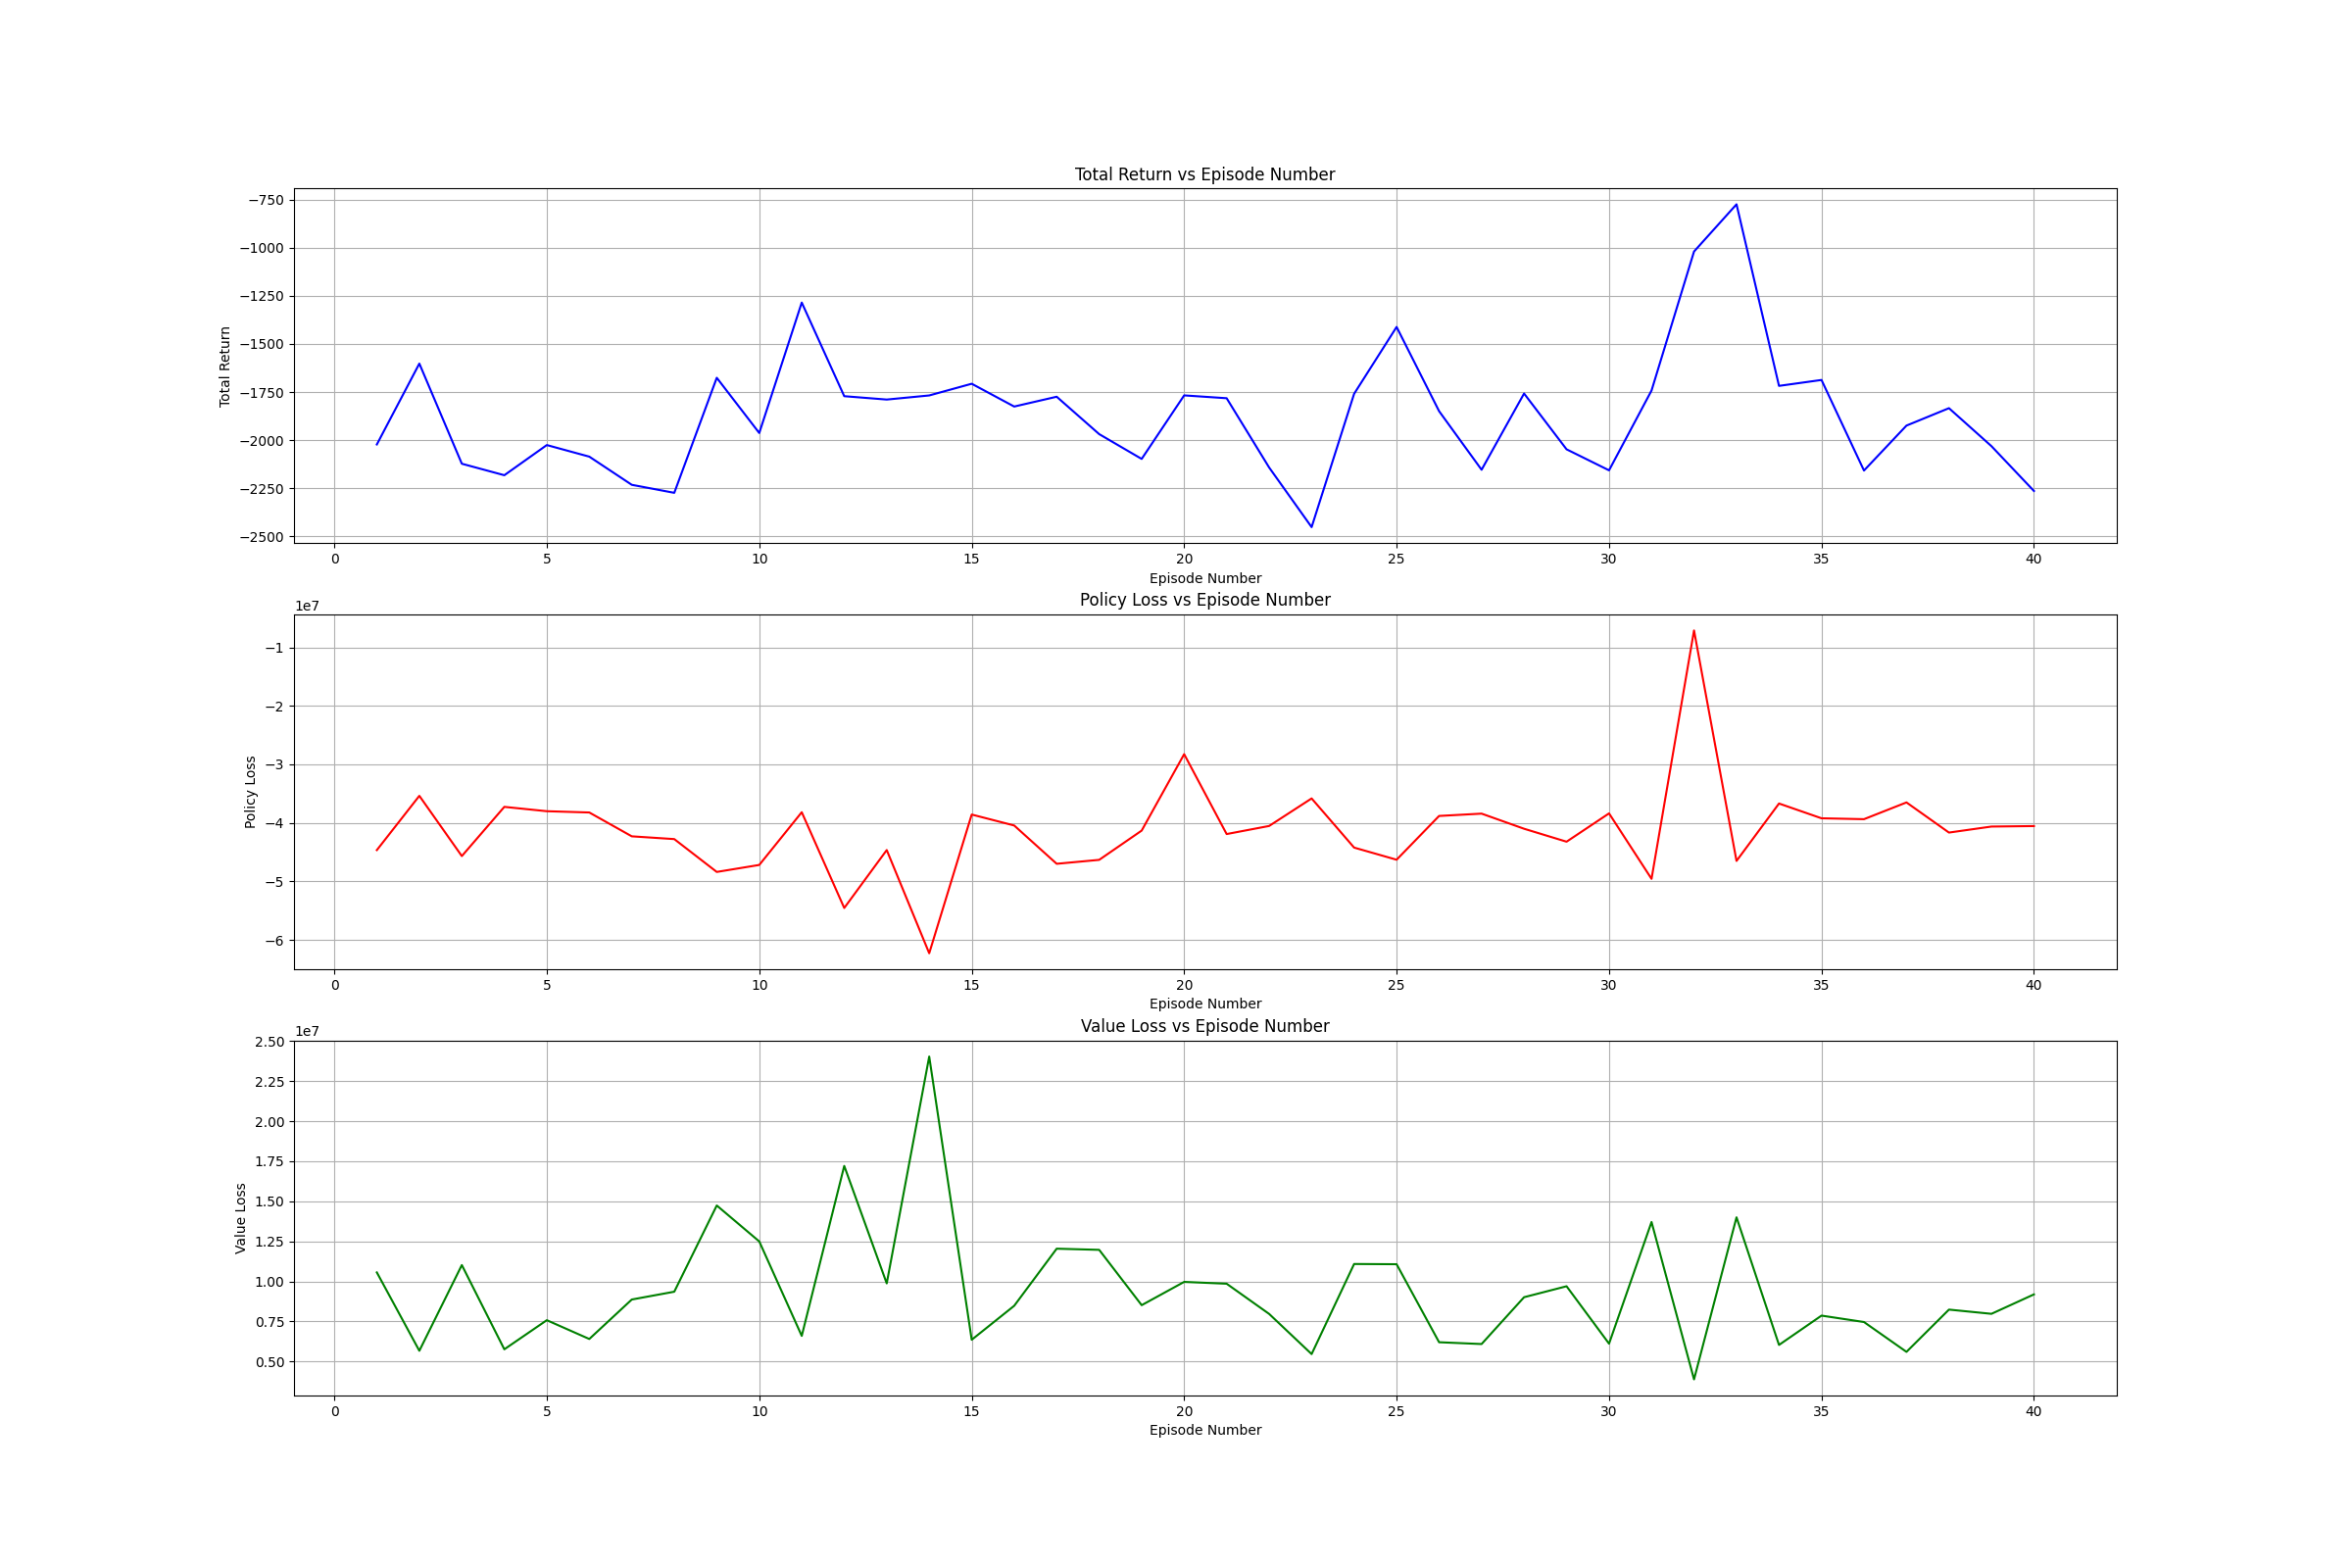 Total Return vs Episode Number
−750
−1000
−1250
−1500
−1750
−2000
−2250
−2500
Total Return
0 5 10 15 20 25 30 35 40
Episode Number
Policy Loss vs Episode Number
1e7
−1
−2
−3
−4
−5
−6
Policy Loss
0 5 10 15 20 25 30 35 40
Episode Number
Value Loss vs Episode Number
1e7
2.50
2.25
2.00
1.75
1.50
1.25
1.00
0.75
0.50
Value Loss
0 5 10 15 20 25 30 35 40
Episode Number